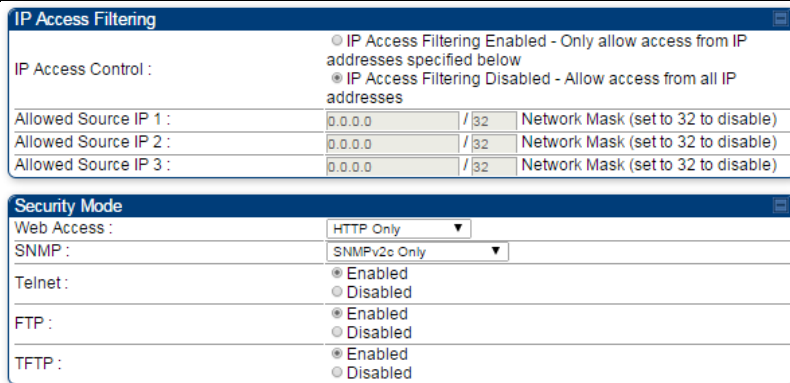 IP Access Filtering
IP Access Control :
IP Access Filtering Enabled - Only allow access from IP
addresses specified below
IP Access Filtering Disabled - Allow access from all IP
addresses
Allowed Source IP 1 : 0.0.0.0 / 32 Network Mask (set to 32 to disable)
Allowed Source IP 2 : 0.0.0.0 / 32 Network Mask (set to 32 to disable)
Allowed Source IP 3 : 0.0.0.0 / 32 Network Mask (set to 32 to disable)
Security Mode
Web Access : HTTP Only
SNMP : SNMPv2c Only
Telnet :
Enabled
Disabled
FTP :
Enabled
Disabled
TFTP :
Enabled
Disabled